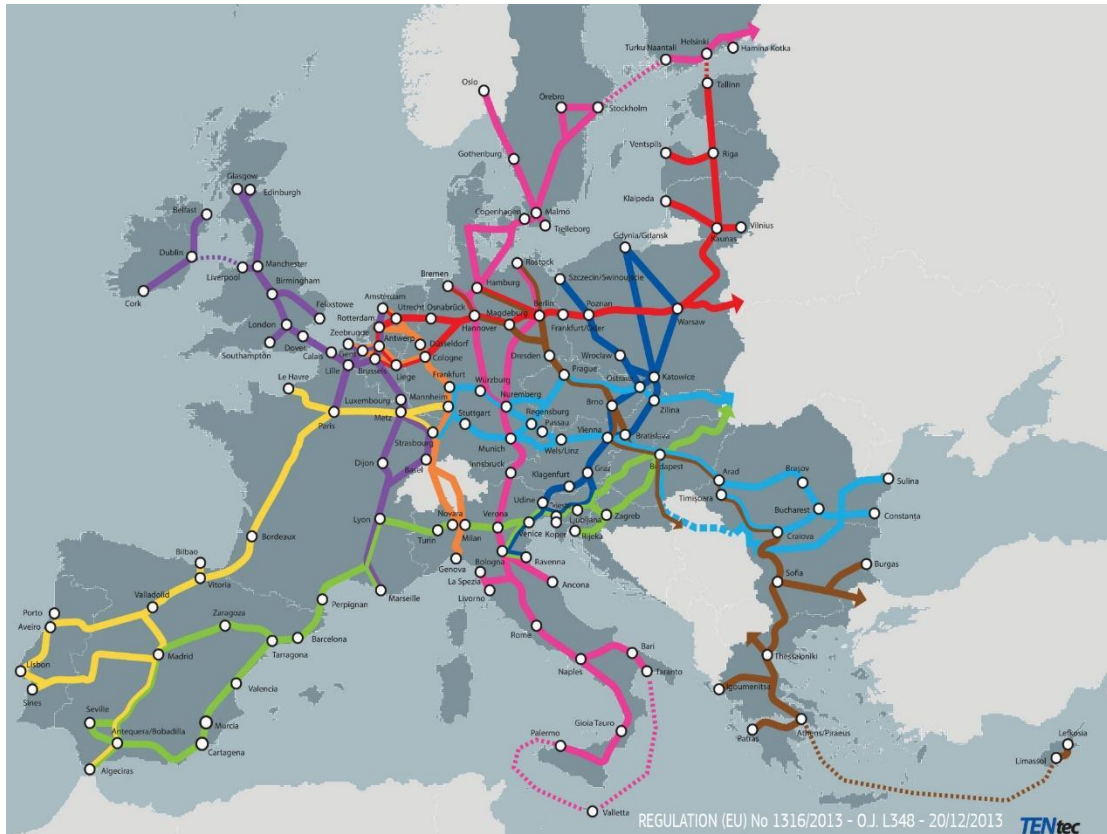 Turku Naantali
Helsinki
Hamina Kotka
Oslo
Örebro
Stockholm
Tallinn
Gothenburg
Ventspils
Riga
Glasgow
Edinburgh
Klaipeda
Belfast
Copenhagen
Malmö
Trelleborg
Kaunas
Vilnius
Gdynia/Gdansk
Dublin
Liverpool
Manchester
Rostock
Bremen
Hamburg
Szczecin/Swinoujscie
Cork
Birmingham
Felixstowe
Amsterdam
Utrecht
Osnabrück
Berlin
Poznan
Rotterdam
Magdeburg
London
Zeebrugge
Hannover
Frankfurt/Oder
Warsaw
Southampton
Dover
Calais
Gent
Antwerp
Düsseldorf
Cologne
Dresden
Wroclaw
Lille
Brussels
Liege
Frankfurt
Prague
Ostrava
Katowice
Le Havre
Luxembourg
Mannheim
Würzburg
Nuremberg
Brno
Zilina
Paris
Metz
Stuttgart
Regensburg
Passau
Strasbourg
Munich
Wels/Linz
Vienna
Bratislava
Dijon
Basel
Innsbruck
Klagenfurt
Graz
Budapest
Arad
Brașov
Sulina
Timișoara
Lyon
Novara
Verona
Udine
Ljubljana
Zagreb
Bucharest
Constanța
Turin
Milan
Venice
Koper
Rijeka
Craiova
Bordeaux
Bilbao
Genova
Bologna
Ravenna
Vitoria
La Spezia
Ancona
Sofia
Burgas
Marseille
Livorno
Porto
Valladolid
Zaragoza
Perpignan
Aveiro
Barcelona
Rome
Bari
Madrid
Tarragona
Naples
Taranto
Thessaloniki
Lisbon
Sines
Valencia
Igoumenitsa
Seville
Murcia
Gioia Tauro
Antequera/Bobadilla
Palermo
Patras
Athens/Piraeus
Lefkosia
Cartagena
Limassol
Algeciras
Valletta
REGULATION (EU) No 1316/2013 - O.J. L348 - 20/12/2013
TENtec